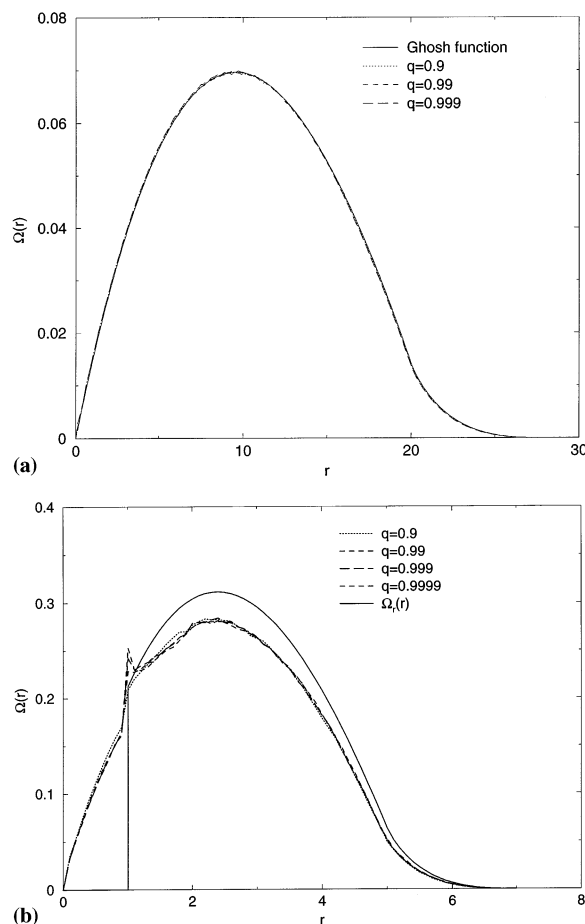 0.08
0.06
0.04
0.02
0
Ω(r)
Ghosh function
q=0.9
q=0.99
q=0.999
0 10 20 30
r
(a)
0.4
0.3
0.2
0.1
0
Ω(r)
q=0.9
q=0.99
q=0.999
q=0.9999
Ωr(r)
0 2 4 6 8
r
(b)